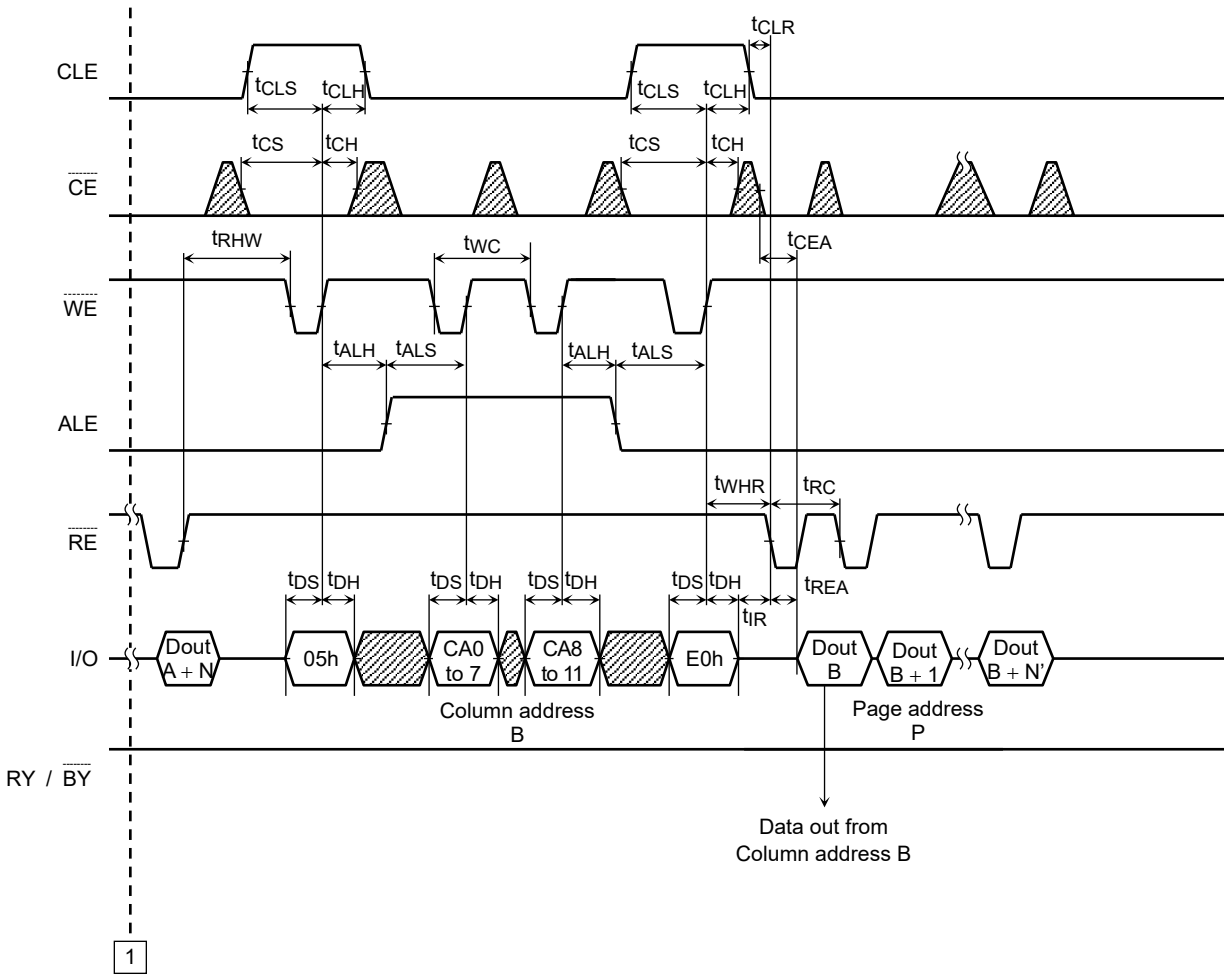 tCLR
CLE
tCLS tCLH tCLS tCLH
tCS tCH tCS tCH
CE
tRHW tWC tCEA
WE
tALH tALS tALH tALS
ALE
tWHR tRC
RE
tDS tDH tDS tDH tDS tDH tDS tDH tREA
tIR
I/O
Dout
A + N
05h
CA0
to 7
CA8
to 11
E0h
Dout
B
Dout
B + 1
Dout
B + N’
Column address
B
Page address
P
RY / BY
Data out from
Column address B
1